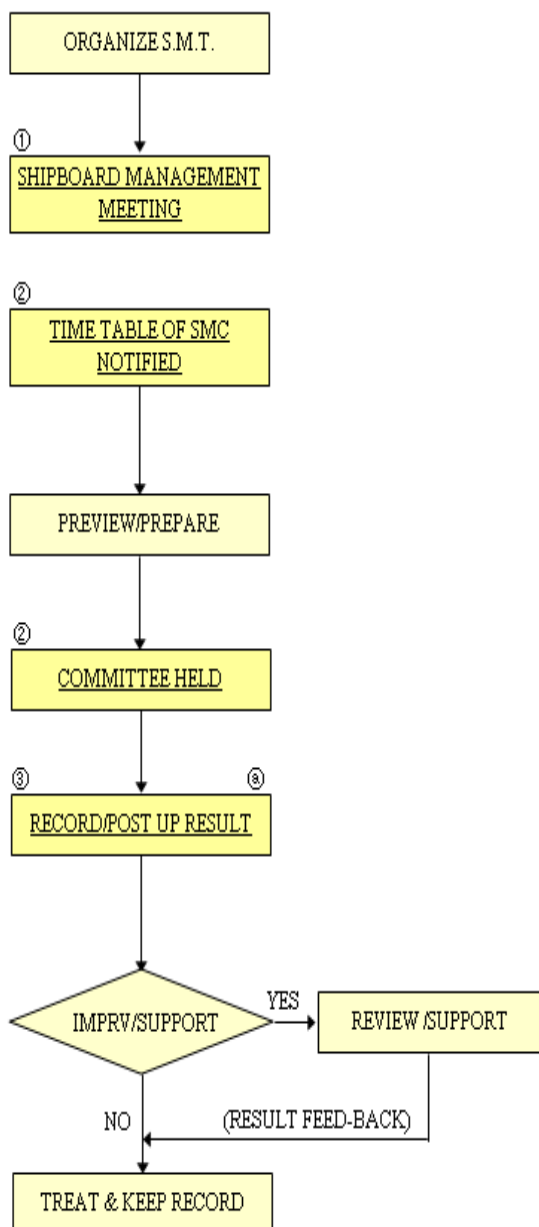 ORGANIZE S.M.T.
①
SHIPBOARD MANAGEMENT
MEETING
②
TIME TABLE OF SMC
NOTIFIED
PREVIEW/PREPARE
②
COMMITTEE HELD
③ ⓐ
RECORD/POST UP RESULT
IMPRV/SUPPORT
YES
REVIEW /SUPPORT
NO
(RESULT FEED-BACK)
TREAT & KEEP RECORD